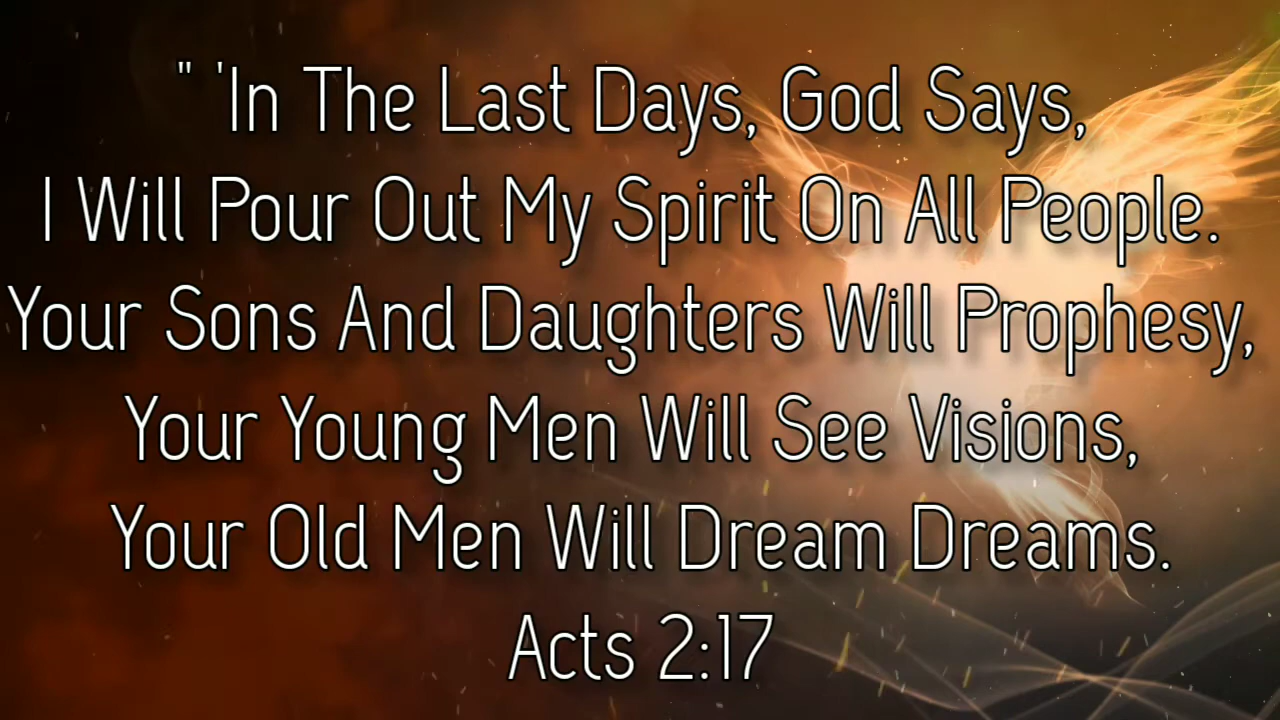 " 'In The Last Days, God Says,
I Will Pour Out My Spirit On All People.
Your Sons And Daughters Will Prophesy,
Your Young Men Will See Visions,
Your Old Men Will Dream Dreams.
Acts 2:17